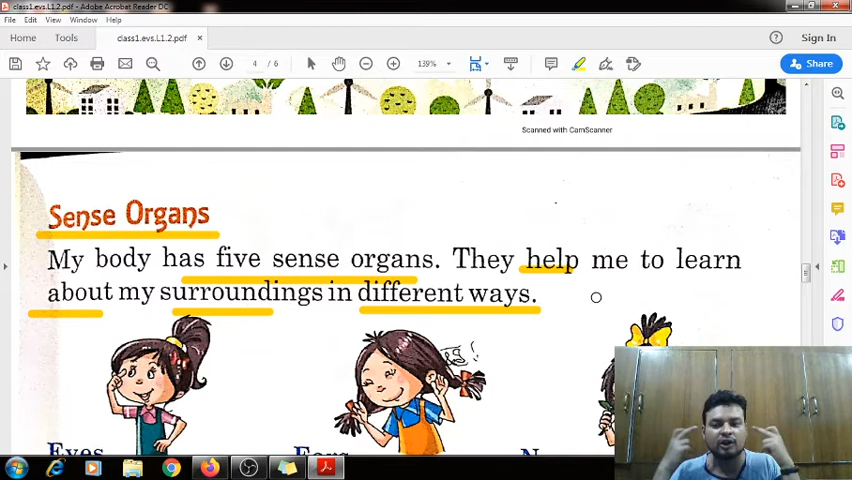 class1.evs.L1.2.pdf - Adobe Acrobat Reader DC
File Edit View Window Help
Home Tools class1.evs.L1.2.pdf × Sign In
4 / 6 139% Share
Scanned with CamScanner
Sense Organs
My body has five sense organs. They help me to learn
about my surroundings in different ways.
Eyes Ears N